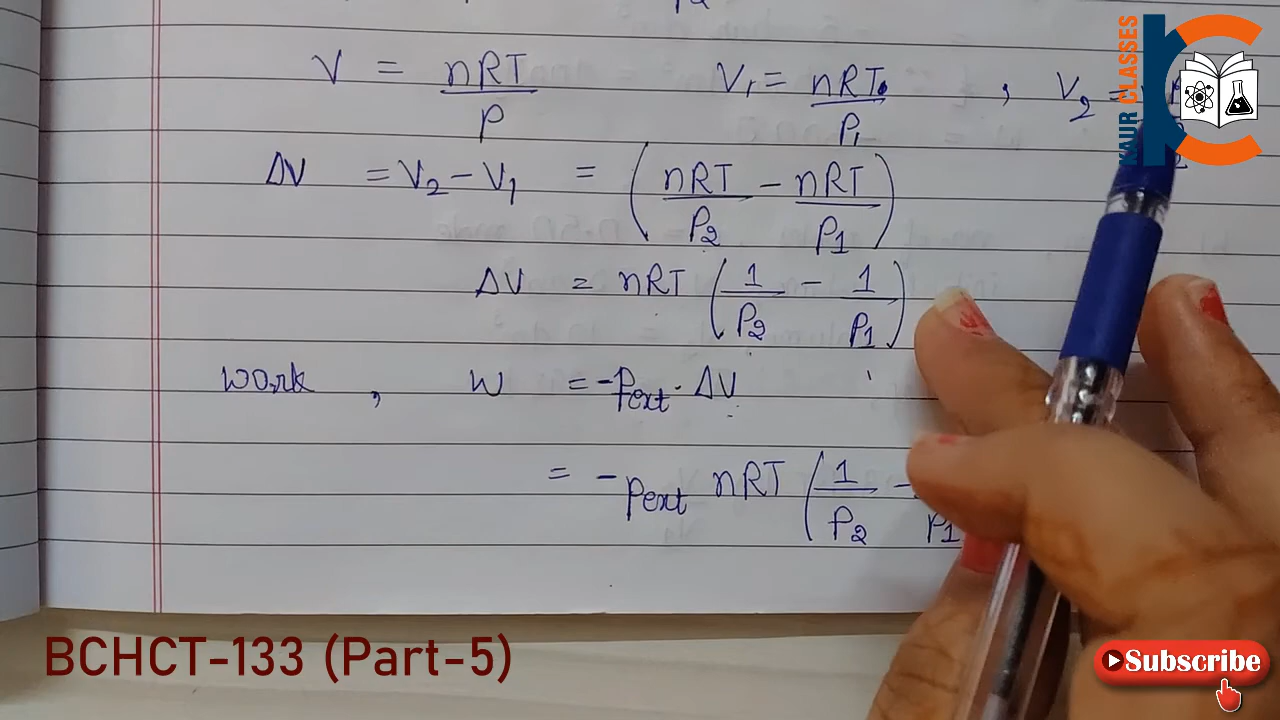 V = nRT/P V1 = nRT/P1 , V2 =
ΔV = V2 - V1 = (nRT/P2 - nRT/P1)
ΔV = nRT (1/P2 - 1/P1)
Work , W = -Pext . ΔV
= -Pext nRT (1/P2 - /P1
KAUR CLASSES
BCHCT-133 (Part-5)
Subscribe